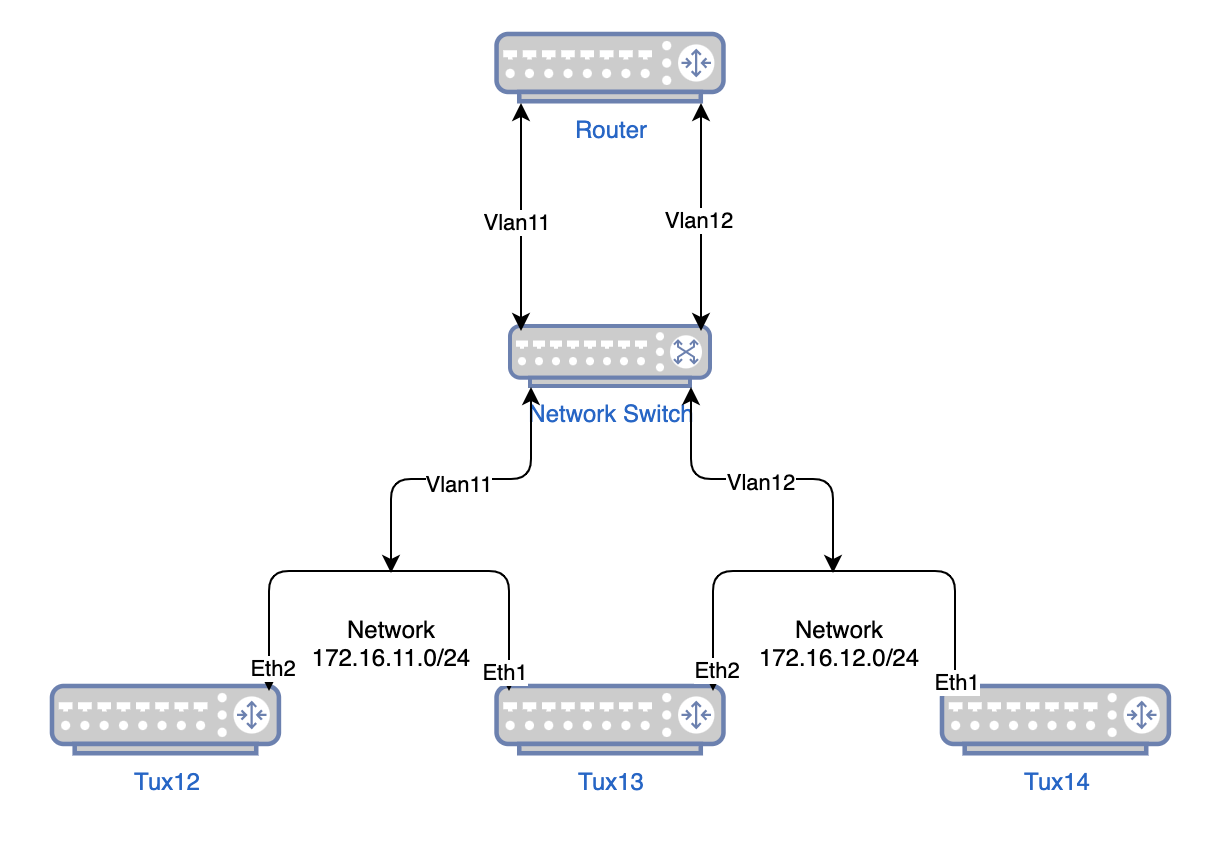 Router
Vlan11
Vlan12
Network Switch
Vlan11
Vlan12
Network
172.16.11.0/24
Network
172.16.12.0/24
Eth2
Eth1
Eth2
Eth1
Tux12
Tux13
Tux14